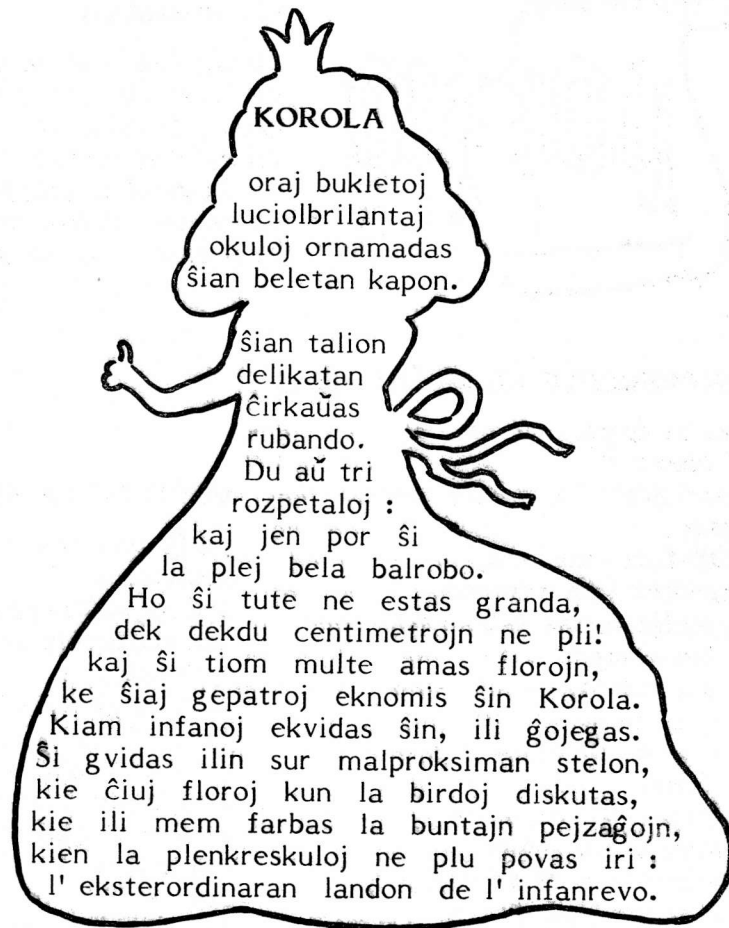 KOROLA
oraj bukletoj
luciolbrilantaj
okuloj ornamadas
ŝian beletan kapon.
ŝian talion
delikatan
ĉirkaŭas
rubando.
Du aŭ tri
rozpetaloj :
kaj jen por ŝi
la plej bela balrobo.
Ho ŝi tute ne estas granda,
dek dekdu centimetrojn ne pli!
kaj ŝi tiom multe amas florojn,
ke ŝiaj gepatroj eknomis ŝin Korola.
Kiam infanoj ekvidas ŝin, ili ĝojegas.
Ŝi gvidas ilin sur malproksiman stelon,
kie ĉiuj floroj kun la birdoj diskutas,
kie ili mem farbas la buntajn pejzaĝojn,
kien la plenkreskuloj ne plu povas iri :
l' eksterordinaran landon de l' infanrevo.